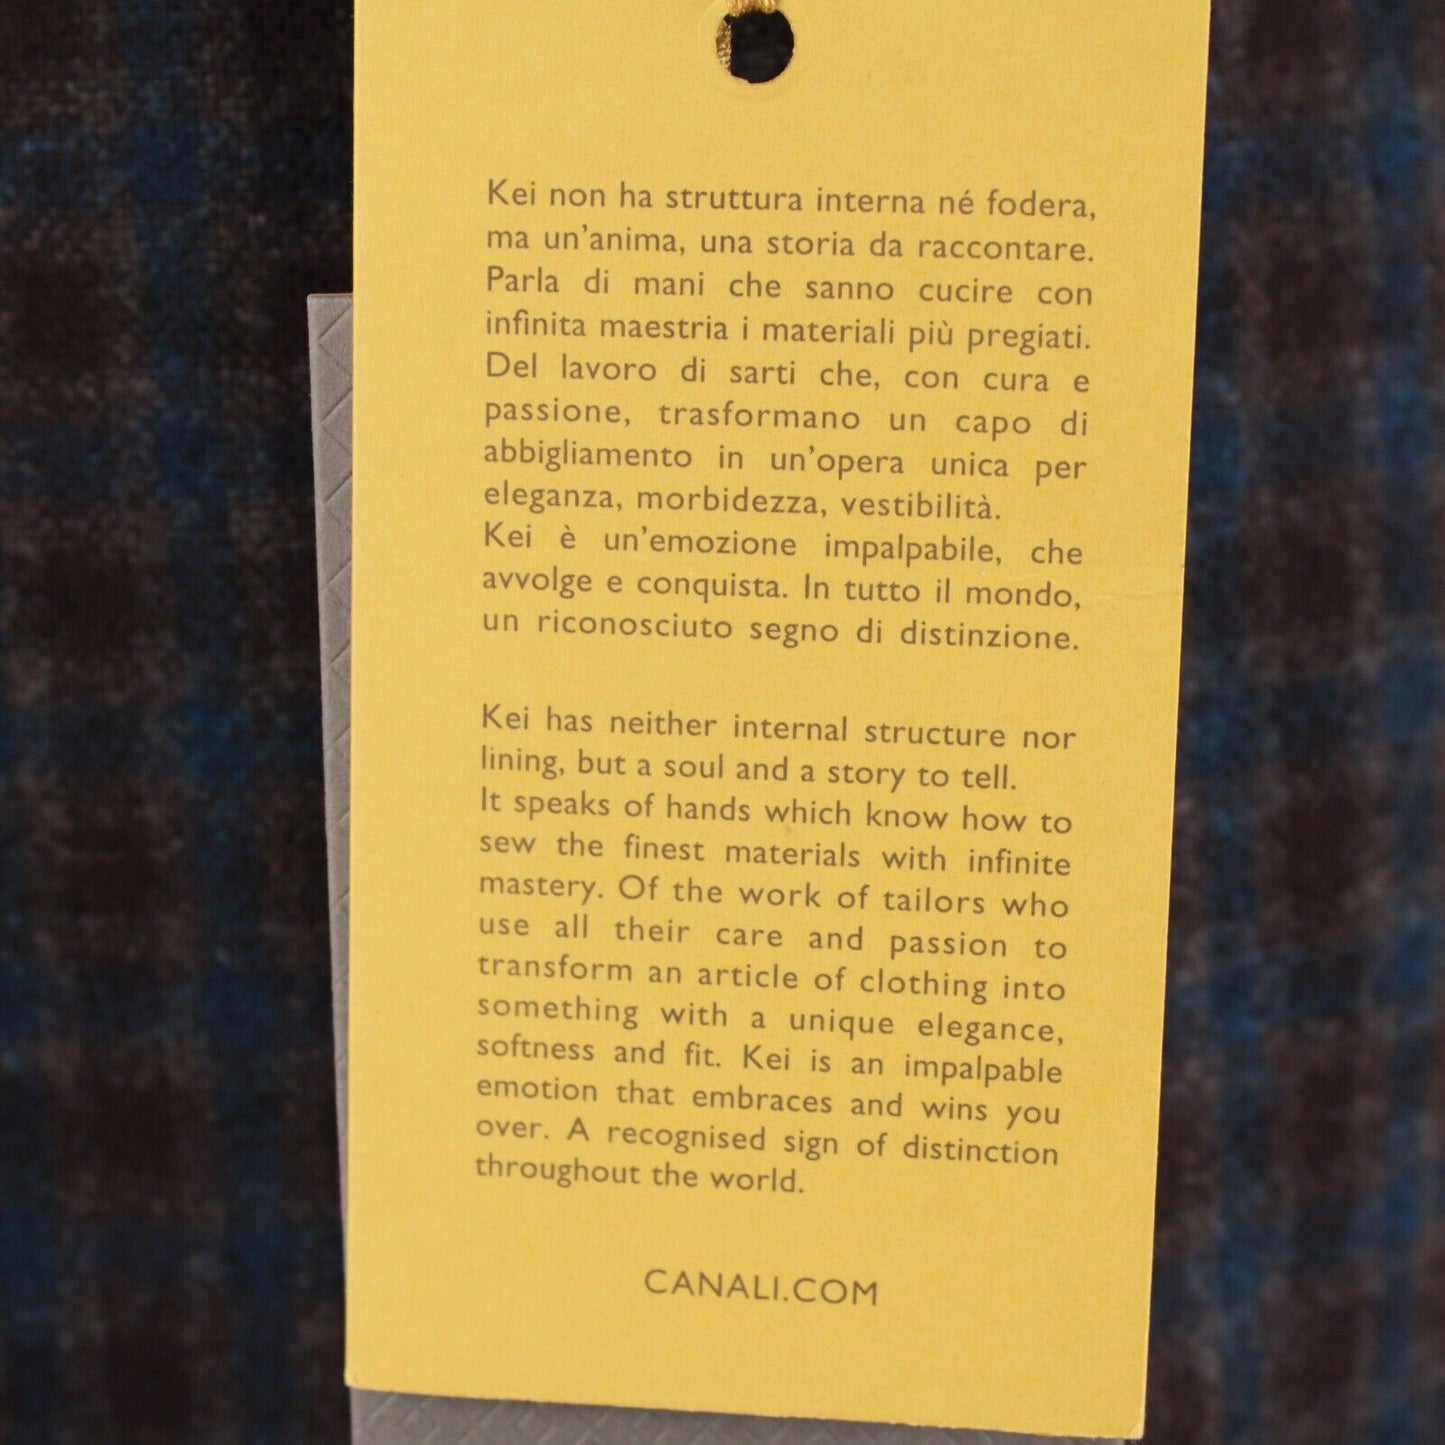 Kei non ha struttura interna né fodera,
ma un'anima, una storia da raccontare.
Parla di mani che sanno cucire con
infinita maestria i materiali più pregiati.
Del lavoro di sarti che, con cura e
passione, trasformano un capo di
abbigliamento in un'opera unica per
eleganza, morbidezza, vestibilità.
Kei è un'emozione impalpabile, che
avvolge e conquista. In tutto il mondo,
un riconosciuto segno di distinzione.
Kei has neither internal structure nor
lining, but a soul and a story to tell.
It speaks of hands which know how to
sew the finest materials with infinite
mastery. Of the work of tailors who
use all their care and passion to
transform an article of clothing into
something with a unique elegance,
softness and fit. Kei is an impalpable
emotion that embraces and wins you
over. A recognised sign of distinction
throughout the world.
CANALI.COM